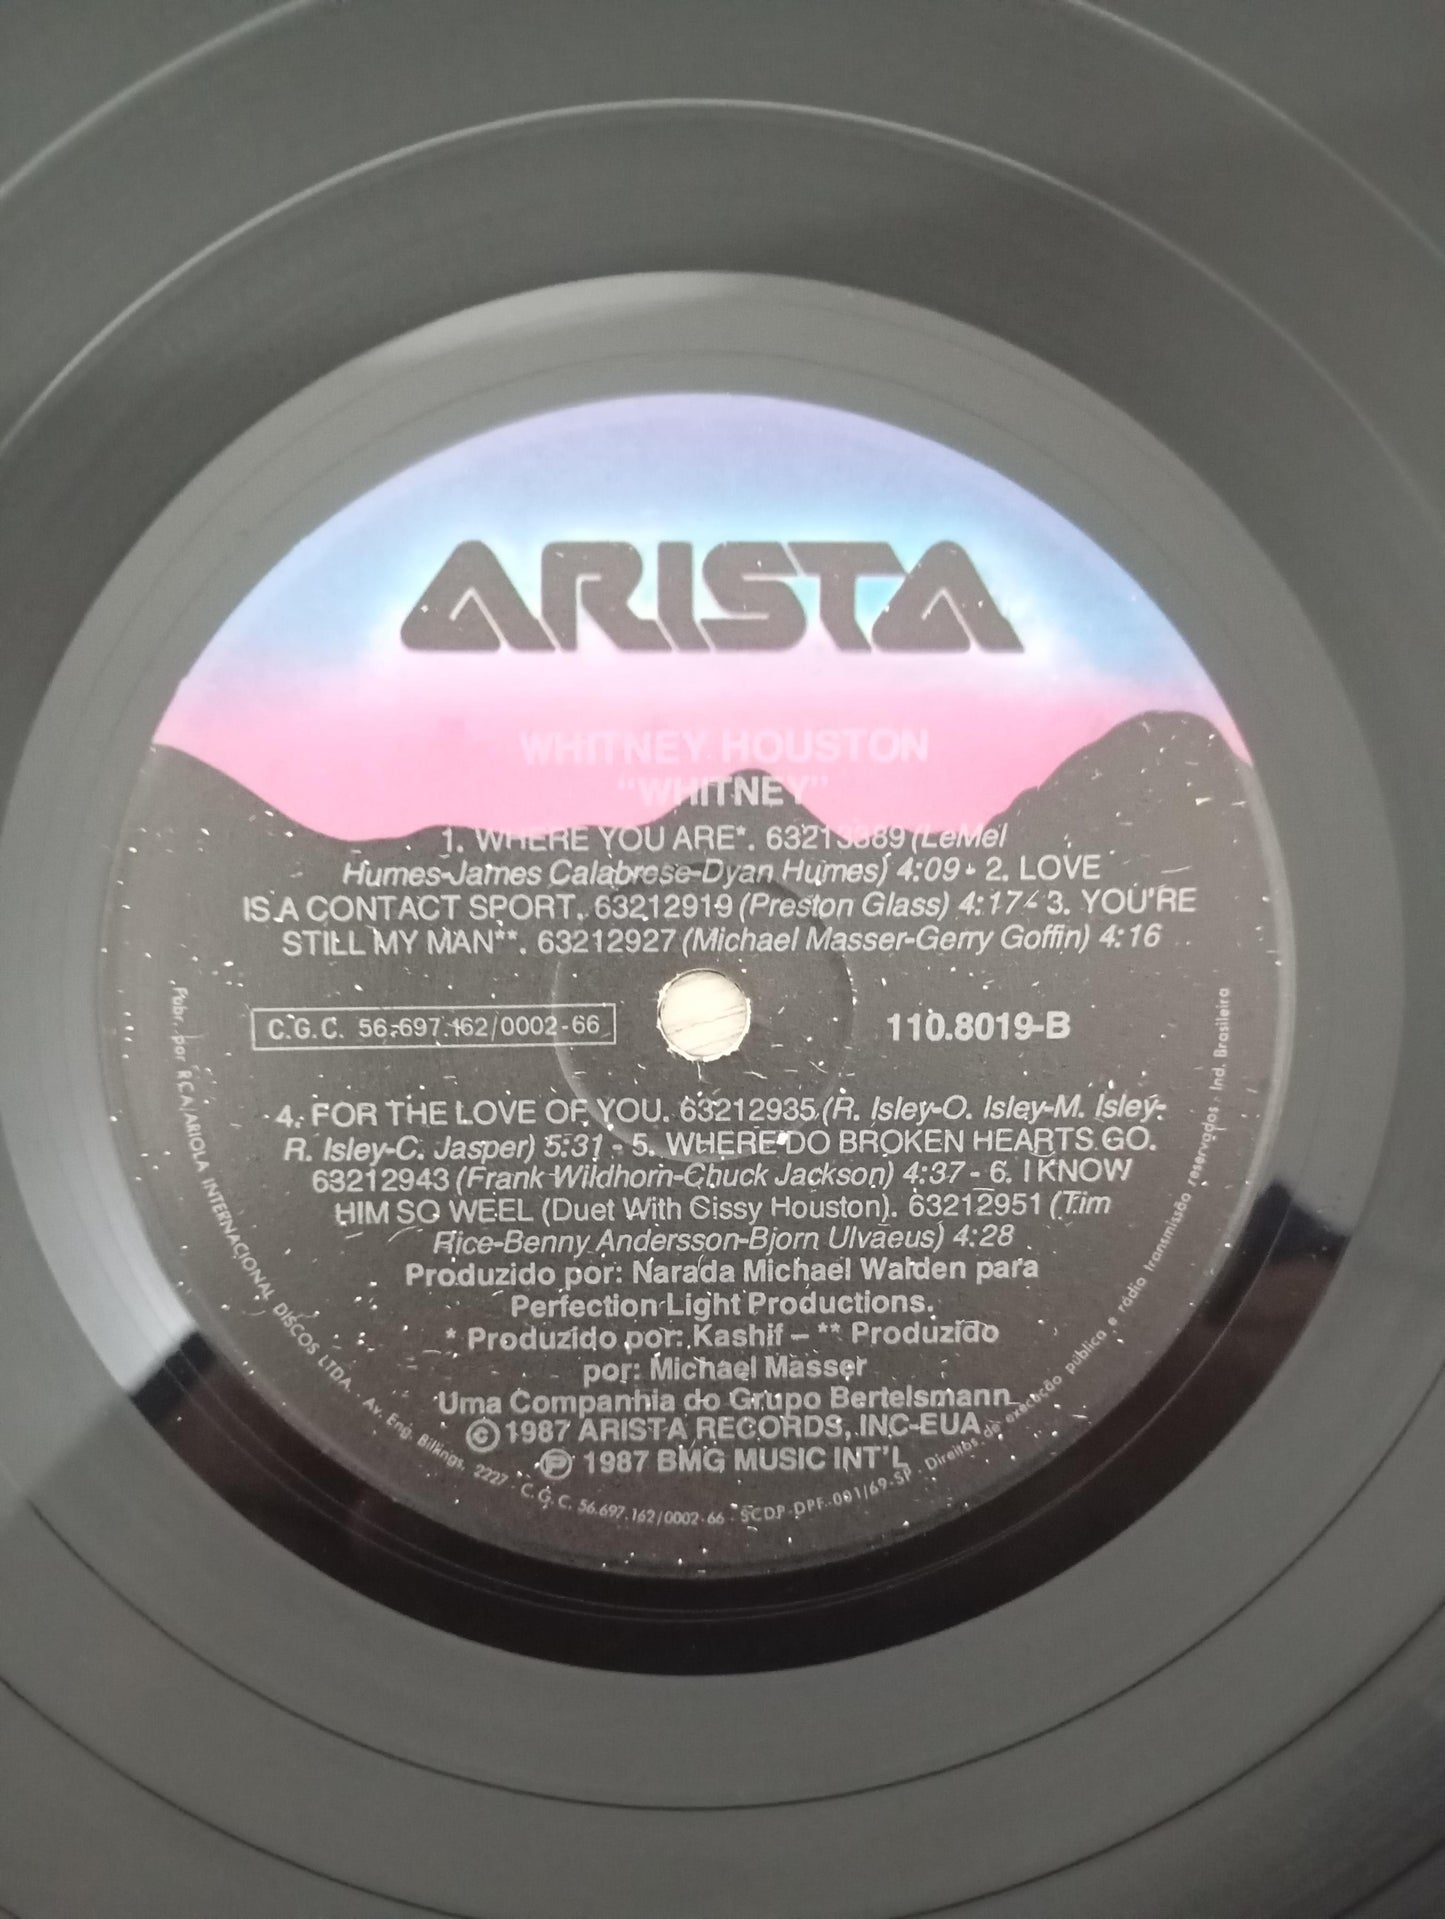 ARISTA
WHITNEY HOUSTON
"WHITNEY"
1. WHERE YOU ARE*. 63213389 (LeMel
Humes-James Calabrese-Dyan Humes) 4:09 - 2. LOVE
IS A CONTACT SPORT. 63212919 (Preston Glass) 4:17 - 3. YOU'RE
STILL MY MAN**. 63212927 (Michael Masser-Gerry Goffin) 4:16
C.G.C. 56.697.162/0002-66
110.8019-B
4. FOR THE LOVE OF YOU. 63212935 (R. Isley-O. Isley-M. Isley-
R. Isley-C. Jasper) 5:31 - 5. WHERE DO BROKEN HEARTS GO.
63212943 (Frank Wildhorn-Chuck Jackson) 4:37 - 6. I KNOW
HIM SO WEEL (Duet With Cissy Houston). 63212951 (Tim
Rice-Benny Andersson-Bjorn Ulvaeus) 4:28
Produzido por: Narada Michael Walden para
Perfection Light Productions.
* Produzido por: Kashif – ** Produzido
por: Michael Masser
Uma Companhia do Grupo Bertelsmann
© 1987 ARISTA RECORDS, INC-EUA
℗ 1987 BMG MUSIC INT'L
Fabr. por RCA/ARIOLA INTERNACIONAL DISCOS LTDA. Av. Eng. Billings, 2227 - C.G.C. 56.697.162/0002-66 - SCDP-DPF-001/69-SP - Direitos de execução pública e rádio transmissão reservados - Ind. Brasileira